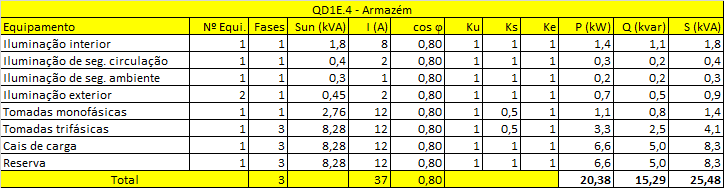 QD1E.4 - Armazém
Equipamento Nº Equi. Fases Sun (kVA) I (A) cos φ Ku Ks Ke P (kW) Q (kvar) S (kVA)
Iluminação interior 1 1 1,8 8 0,80 1 1 1 1,4 1,1 1,8
Iluminação de seg. circulação 1 1 0,4 2 0,80 1 1 1 0,3 0,2 0,4
Iluminação de seg. ambiente 1 1 0,3 1 0,80 1 1 1 0,2 0,2 0,3
Iluminação exterior 2 1 0,45 2 0,80 1 1 1 0,7 0,5 0,9
Tomadas monofásicas 1 1 2,76 12 0,80 1 0,5 1 1,1 0,8 1,4
Tomadas trifásicas 1 3 8,28 12 0,80 1 0,5 1 3,3 2,5 4,1
Cais de carga 1 3 8,28 12 0,80 1 1 1 6,6 5,0 8,3
Reserva 1 3 8,28 12 0,80 1 1 1 6,6 5,0 8,3
Total 3 37 0,80 20,38 15,29 25,48